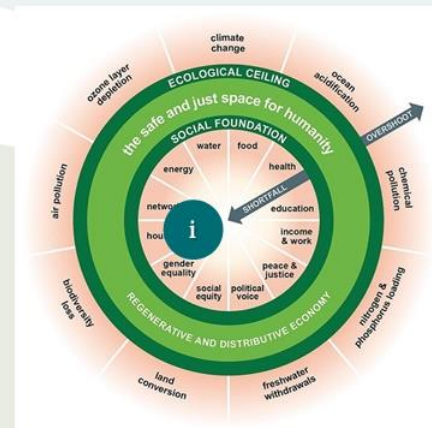 climate
change
ocean
acidification
chemical
pollution
nitrogen &
phosphorus loading
freshwater
withdrawals
land
conversion
biodiversity
loss
air pollution
ozone layer
depletion
OVERSHOOT
ECOLOGICAL CEILING
the safe and just space for humanity
SOCIAL FOUNDATION
water
food
health
education
income
& work
peace &
justice
political
voice
social
equity
gender
equality
hou
netwo
energy
SHORTFALL
i
REGENERATIVE AND DISTRIBUTIVE ECONOMY